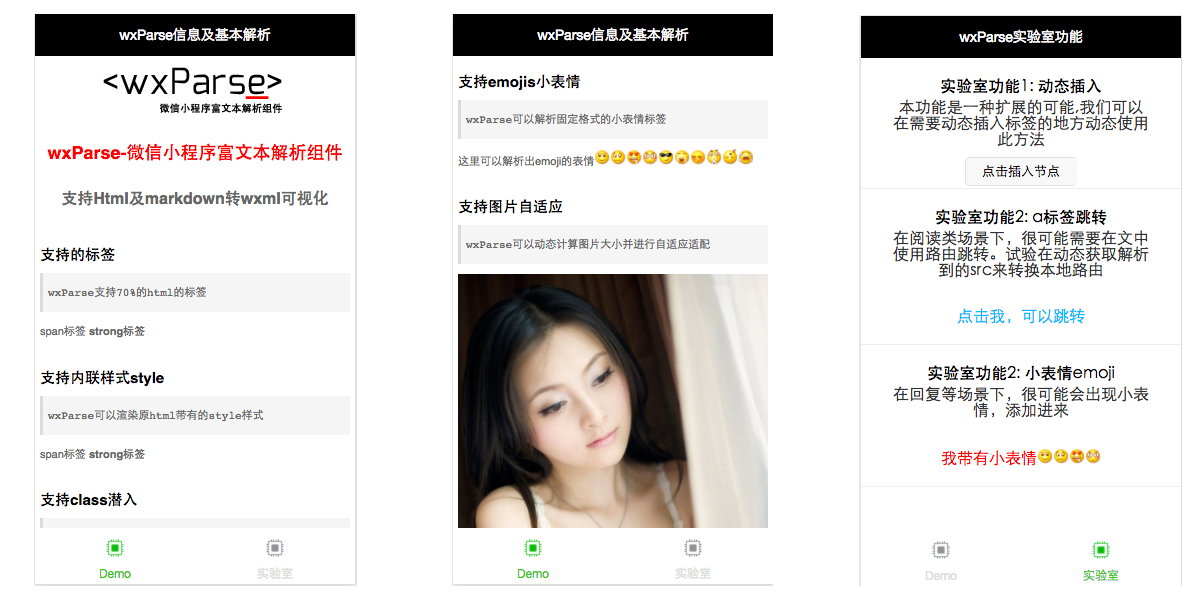 wxParse信息及基本解析
<wxParse>
微信小程序富文本解析组件
wxParse-微信小程序富文本解析组件
支持Html及markdown转wxml可视化
支持的标签
wxParse支持70%的html的标签
span标签 strong标签
支持内联样式style
wxParse可以渲染原html带有的style样式
span标签 strong标签
支持class潜入
Demo
实验室
wxParse信息及基本解析
支持emojis小表情
wxParse可以解析固定格式的小表情标签
这里可以解析出emoji的表情
支持图片自适应
wxParse可以动态计算图片大小并进行自适应适配
Demo
实验室
wxParse实验室功能
实验室功能1: 动态插入
本功能是一种扩展的可能,我们可以
在需要动态插入标签的地方动态使用
此方法
点击插入节点
实验室功能2: a标签跳转
在阅读类场景下，很可能需要在文中
使用路由跳转。试验在动态获取解析
到的src来转换本地路由
点击我，可以跳转
实验室功能2: 小表情emoji
在回复等场景下，很可能会出现小表
情，添加进来
我带有小表情
Demo
实验室